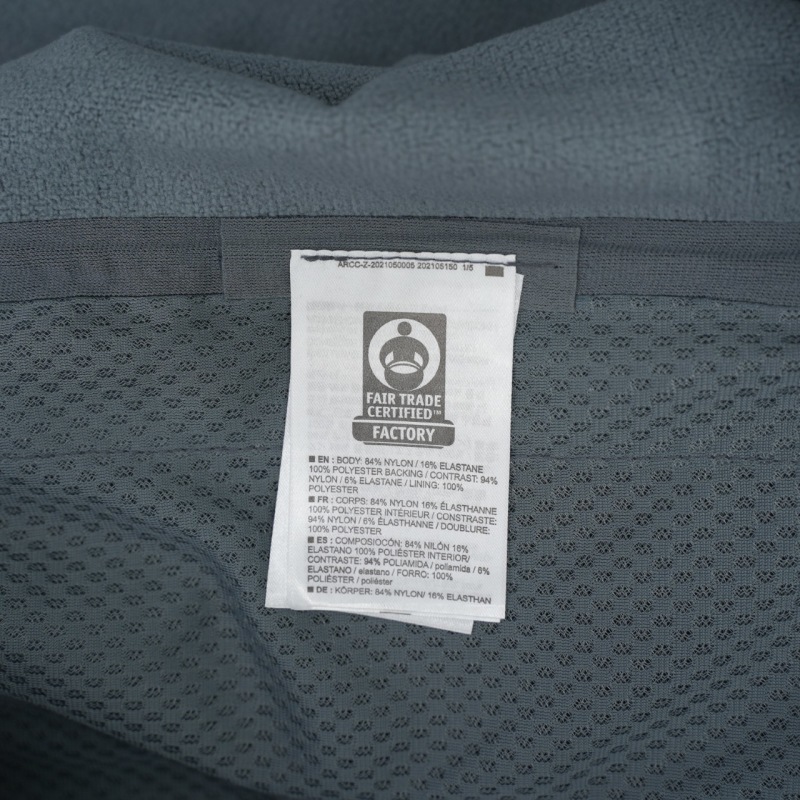 ARCC-Z-2021050005 202105150 1/5
FAIR TRADE
CERTIFIED™
FACTORY
■ EN : BODY: 84% NYLON / 16% ELASTANE
100% POLYESTER BACKING / CONTRAST: 94%
NYLON / 6% ELASTANE / LINING: 100%
POLYESTER
■ FR : CORPS: 84% NYLON 16% ÉLASTHANNE
100% POLYESTER INTÉRIEUR / CONSTRASTE:
94% NYLON / 6% ÉLASTHANNE / DOUBLURE:
100% POLYESTER
■ ES : COMPOSIOCÓN: 84% NILÓN 16%
ELASTANO 100% POLIÉSTER INTERIOR/
CONTRASTE: 94% POLIAMIDA / poliamida / 6%
ELASTANO / elastano / FORRO: 100%
POLIÉSTER / poliéster
■ DE : KÖRPER: 84% NYLON/ 16% ELASTHAN